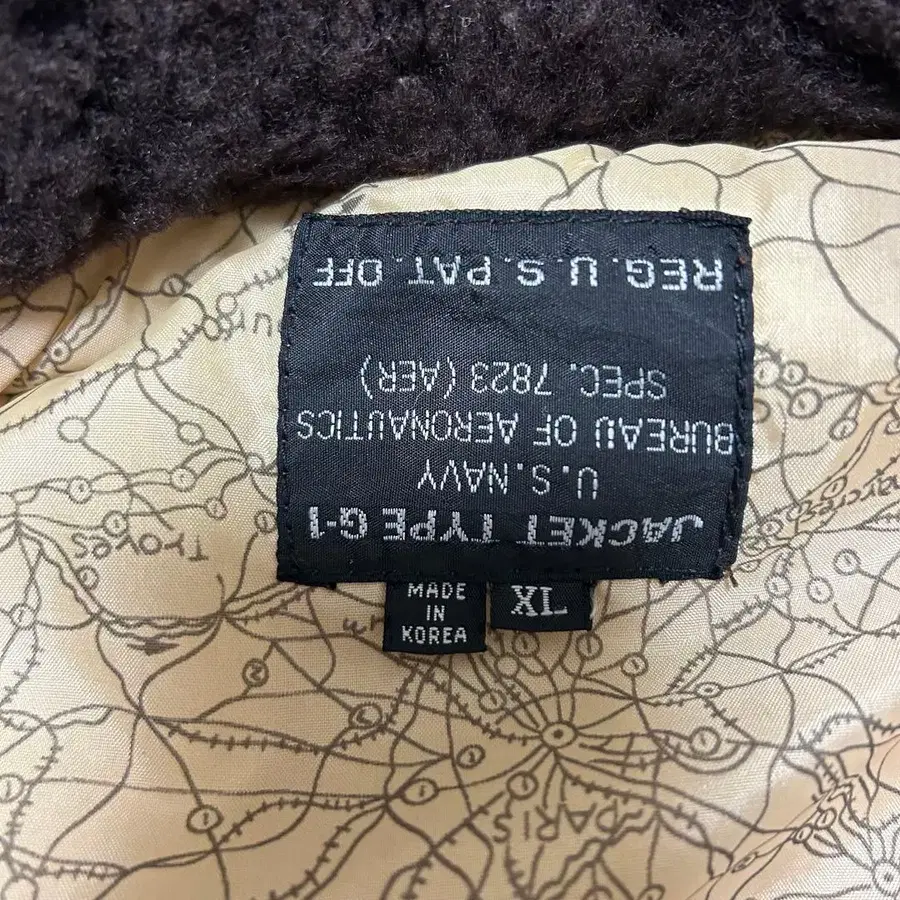 JACKET TYPE G-1
U.S. NAVY
BUREAU OF AERONAUTICS
SPEC. 7823 (AER)
REG. U.S. PAT. OFF
MADE
IN
KOREA
XL
Troyes
PARIS